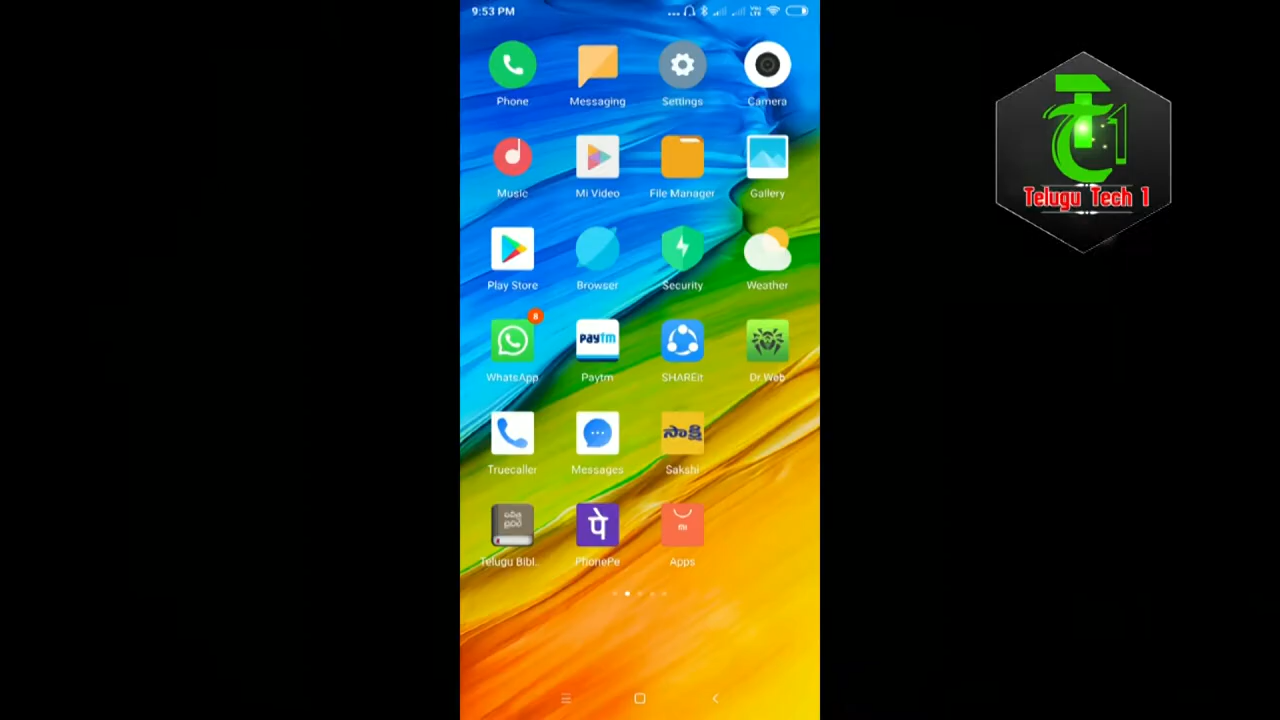 9:53 PM
Phone Messaging Settings Camera
Music Mi Video File Manager Gallery
Play Store Browser Security Weather
8
Paytm
WhatsApp Paytm SHAREit Dr.Web
సాక్షి
Truecaller Messages Sakshi
पे
mi
Telugu Bibl.. PhonePe Apps
Telugu Tech 1